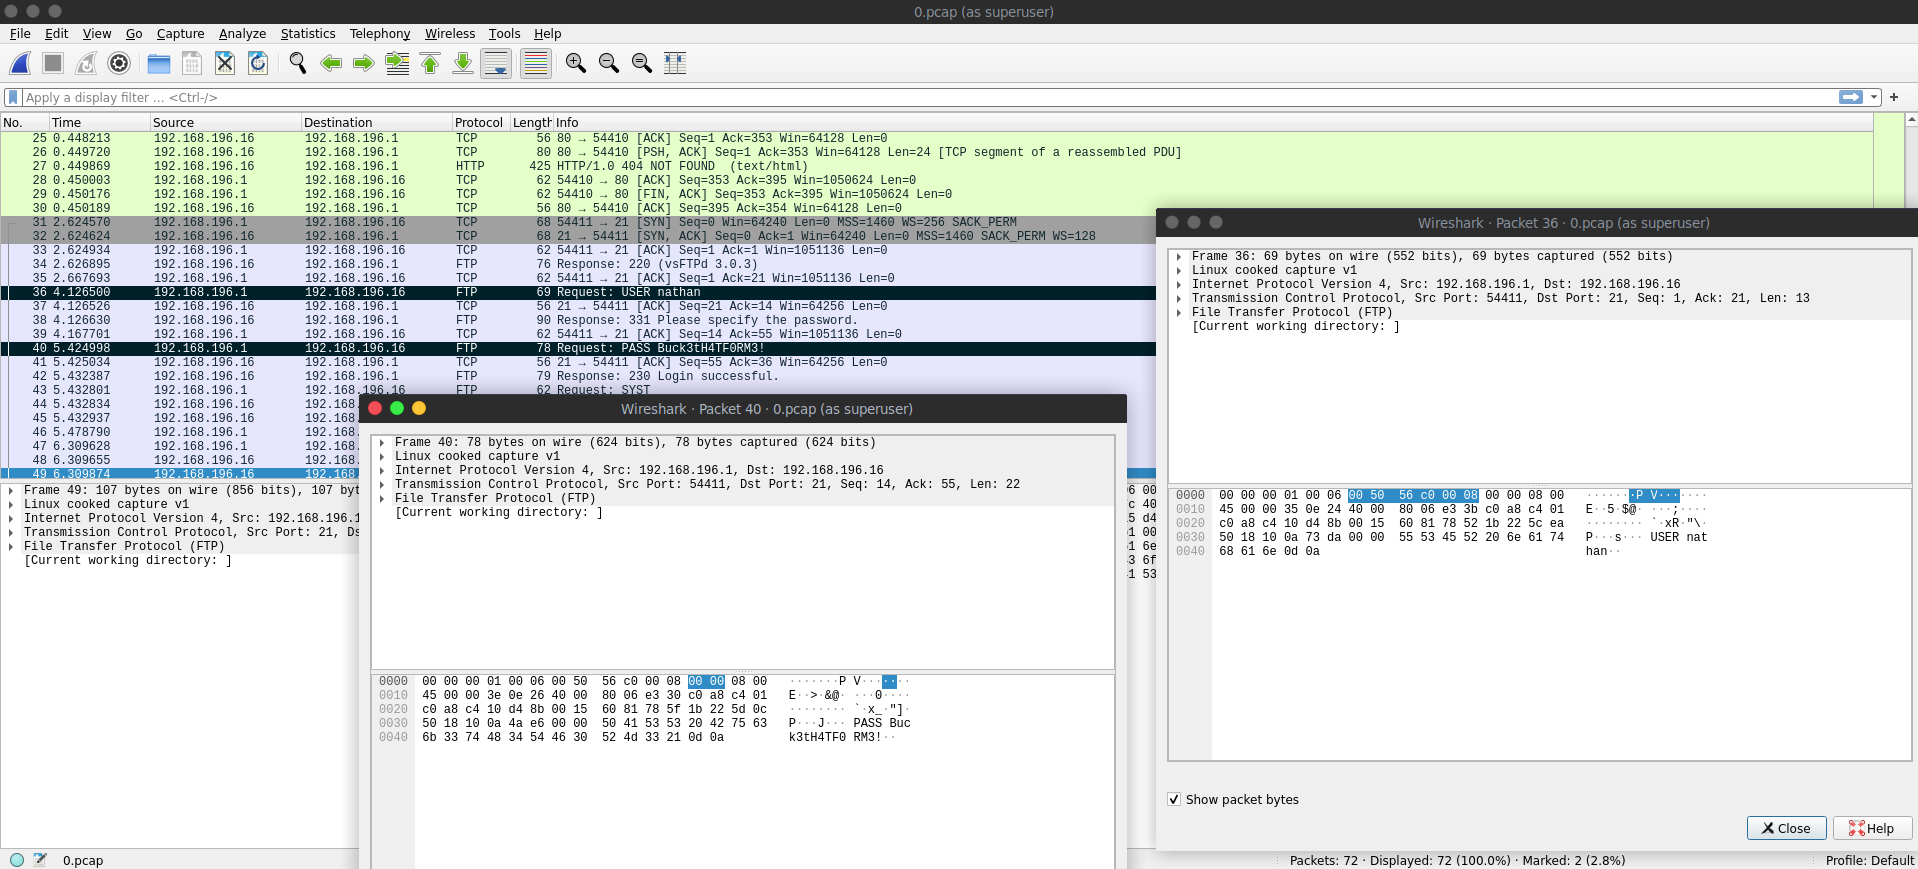 0.pcap (as superuser)
File Edit View Go Capture Analyze Statistics Telephony Wireless Tools Help
Apply a display filter ... <Ctrl-/>
No. Time Source Destination Protocol Length Info
25 0.448213 192.168.196.16 192.168.196.1 TCP 56 80 → 54410 [ACK] Seq=1 Ack=353 Win=64128 Len=0
26 0.449720 192.168.196.16 192.168.196.1 TCP 80 80 → 54410 [PSH, ACK] Seq=1 Ack=353 Win=64128 Len=24 [TCP segment of a reassembled PDU]
27 0.449869 192.168.196.16 192.168.196.1 HTTP 425 HTTP/1.0 404 NOT FOUND  (text/html)
28 0.450003 192.168.196.1 192.168.196.16 TCP 62 54410 → 80 [ACK] Seq=353 Ack=395 Win=1050624 Len=0
29 0.450176 192.168.196.1 192.168.196.16 TCP 62 54410 → 80 [FIN, ACK] Seq=353 Ack=395 Win=1050624 Len=0
30 0.450189 192.168.196.16 192.168.196.1 TCP 56 80 → 54410 [ACK] Seq=395 Ack=354 Win=64128 Len=0
31 2.624570 192.168.196.1 192.168.196.16 TCP 68 54411 → 21 [SYN] Seq=0 Win=64240 Len=0 MSS=1460 WS=256 SACK_PERM
32 2.624624 192.168.196.16 192.168.196.1 TCP 68 21 → 54411 [SYN, ACK] Seq=0 Ack=1 Win=64240 Len=0 MSS=1460 SACK_PERM WS=128
33 2.624934 192.168.196.1 192.168.196.16 TCP 62 54411 → 21 [ACK] Seq=1 Ack=1 Win=1051136 Len=0
34 2.626895 192.168.196.16 192.168.196.1 FTP 76 Response: 220 (vsFTPd 3.0.3)
35 2.667693 192.168.196.1 192.168.196.16 TCP 62 54411 → 21 [ACK] Seq=1 Ack=21 Win=1051136 Len=0
36 4.126500 192.168.196.1 192.168.196.16 FTP 69 Request: USER nathan
37 4.126526 192.168.196.16 192.168.196.1 TCP 56 21 → 54411 [ACK] Seq=21 Ack=14 Win=64256 Len=0
38 4.126630 192.168.196.16 192.168.196.1 FTP 90 Response: 331 Please specify the password.
39 4.167701 192.168.196.1 192.168.196.16 TCP 62 54411 → 21 [ACK] Seq=14 Ack=55 Win=1051136 Len=0
40 5.424998 192.168.196.1 192.168.196.16 FTP 78 Request: PASS Buck3tH4TF0RM3!
41 5.425034 192.168.196.16 192.168.196.1 TCP 56 21 → 54411 [ACK] Seq=55 Ack=36 Win=64256 Len=0
42 5.432387 192.168.196.16 192.168.196.1 FTP 79 Response: 230 Login successful.
43 5.432801 192.168.196.1 192.168.196.16 FTP 62 Request: SYST
44 5.432834 192.168.196.16 192.168.
45 5.432937 192.168.196.16 192.168.
46 5.478790 192.168.196.1 192.168.
47 6.309628 192.168.196.1 192.168.
48 6.309655 192.168.196.16 192.168.
49 6.309874 192.168.196.16 192.168.
Frame 49: 107 bytes on wire (856 bits), 107 byt
Linux cooked capture v1
Internet Protocol Version 4, Src: 192.168.196.1
Transmission Control Protocol, Src Port: 21, Ds
File Transfer Protocol (FTP)
[Current working directory: ]
Wireshark · Packet 40 · 0.pcap (as superuser)
Frame 40: 78 bytes on wire (624 bits), 78 bytes captured (624 bits)
Linux cooked capture v1
Internet Protocol Version 4, Src: 192.168.196.1, Dst: 192.168.196.16
Transmission Control Protocol, Src Port: 54411, Dst Port: 21, Seq: 14, Ack: 55, Len: 22
File Transfer Protocol (FTP)
[Current working directory: ]
0000 00 00 00 01 00 06 00 50 56 c0 00 08 00 00 08 00 ·······P V·······
0010 45 00 00 3e 0e 26 40 00 80 06 e3 30 c0 a8 c4 01 E··>·&@· ···0····
0020 c0 a8 c4 10 d4 8b 00 15 60 81 78 5f 1b 22 5d 0c ········ `·x_·"]·
0030 50 18 10 0a 4a e6 00 00 50 41 53 53 20 42 75 63 P···J··· PASS Buc
0040 6b 33 74 48 34 54 46 30 52 4d 33 21 0d 0a k3tH4TF0 RM3!··
Wireshark · Packet 36 · 0.pcap (as superuser)
Frame 36: 69 bytes on wire (552 bits), 69 bytes captured (552 bits)
Linux cooked capture v1
Internet Protocol Version 4, Src: 192.168.196.1, Dst: 192.168.196.16
Transmission Control Protocol, Src Port: 54411, Dst Port: 21, Seq: 1, Ack: 21, Len: 13
File Transfer Protocol (FTP)
[Current working directory: ]
0000 00 00 00 01 00 06 00 50 56 c0 00 08 00 00 08 00 ·······P V·······
0010 45 00 00 35 0e 24 40 00 80 06 e3 3b c0 a8 c4 01 E··5·$@· ···;····
0020 c0 a8 c4 10 d4 8b 00 15 60 81 78 52 1b 22 5c ea ········ `·xR·"\·
0030 50 18 10 0a 73 da 00 00 55 53 45 52 20 6e 61 74 P···s··· USER nat
0040 68 61 6e 0d 0a han··
Show packet bytes
Close Help
0.pcap
Packets: 72 · Displayed: 72 (100.0%) · Marked: 2 (2.8%)
Profile: Default